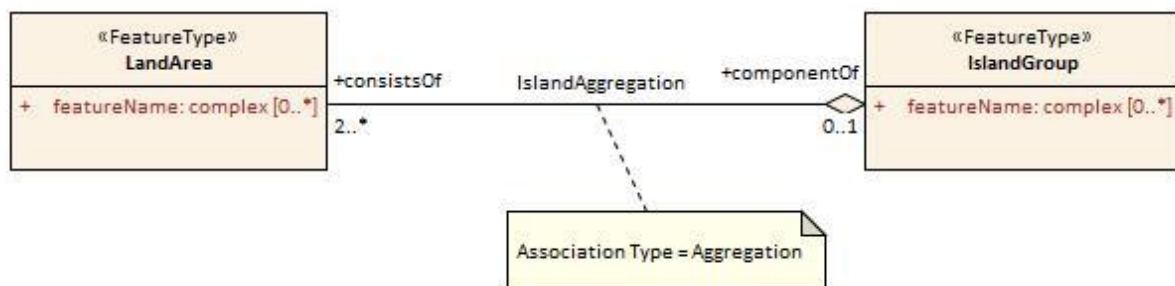 «FeatureType»
LandArea
+ featureName: complex [0..*]
+consistsOf
2..*
IslandAggregation
+componentOf
0..1
«FeatureType»
IslandGroup
+ featureName: complex [0..*]
Association Type = Aggregation